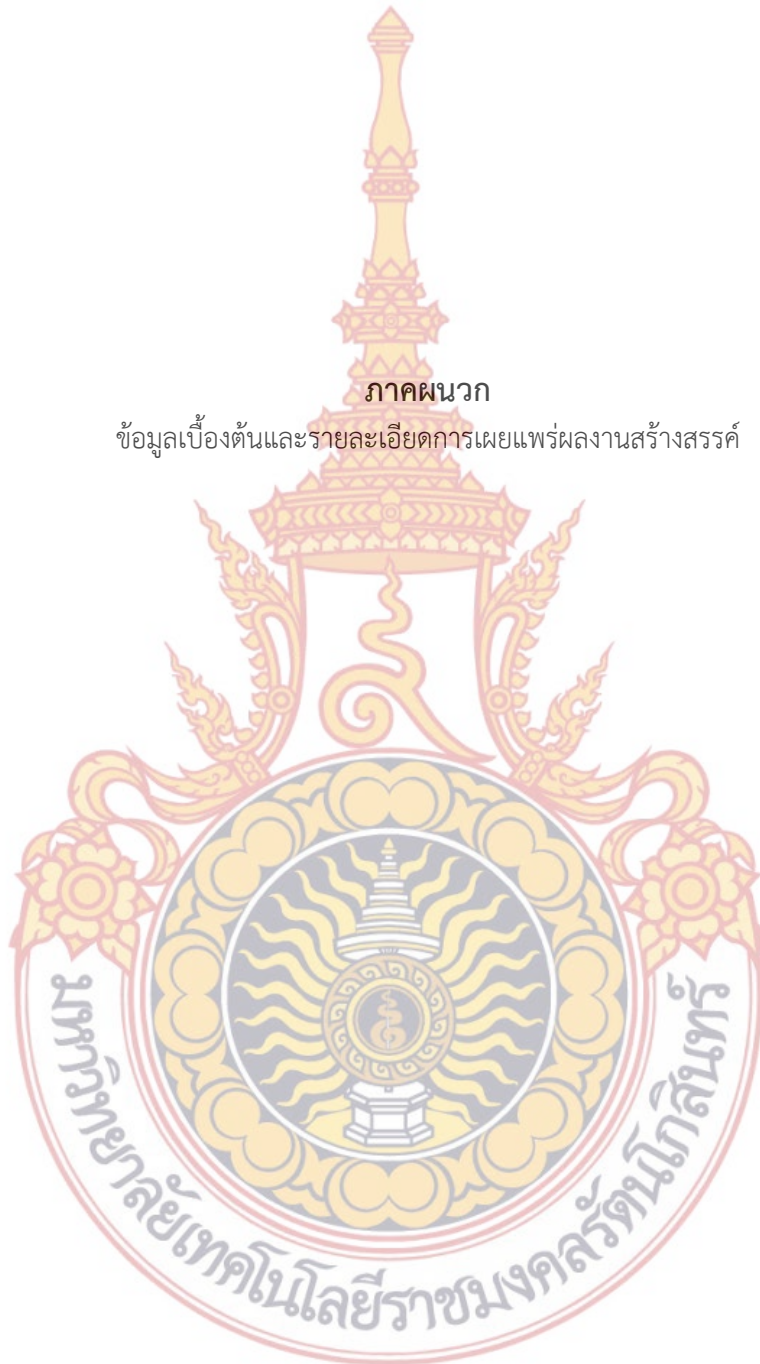 ภาคผนวก
ข้อมูลเบื้องต้นและรายละเอียดการเผยแพร่ผลงานสร้างสรรค์
มหาวิทยาลัยเทคโนโลยีราชมงคลรัตนโกสินทร์